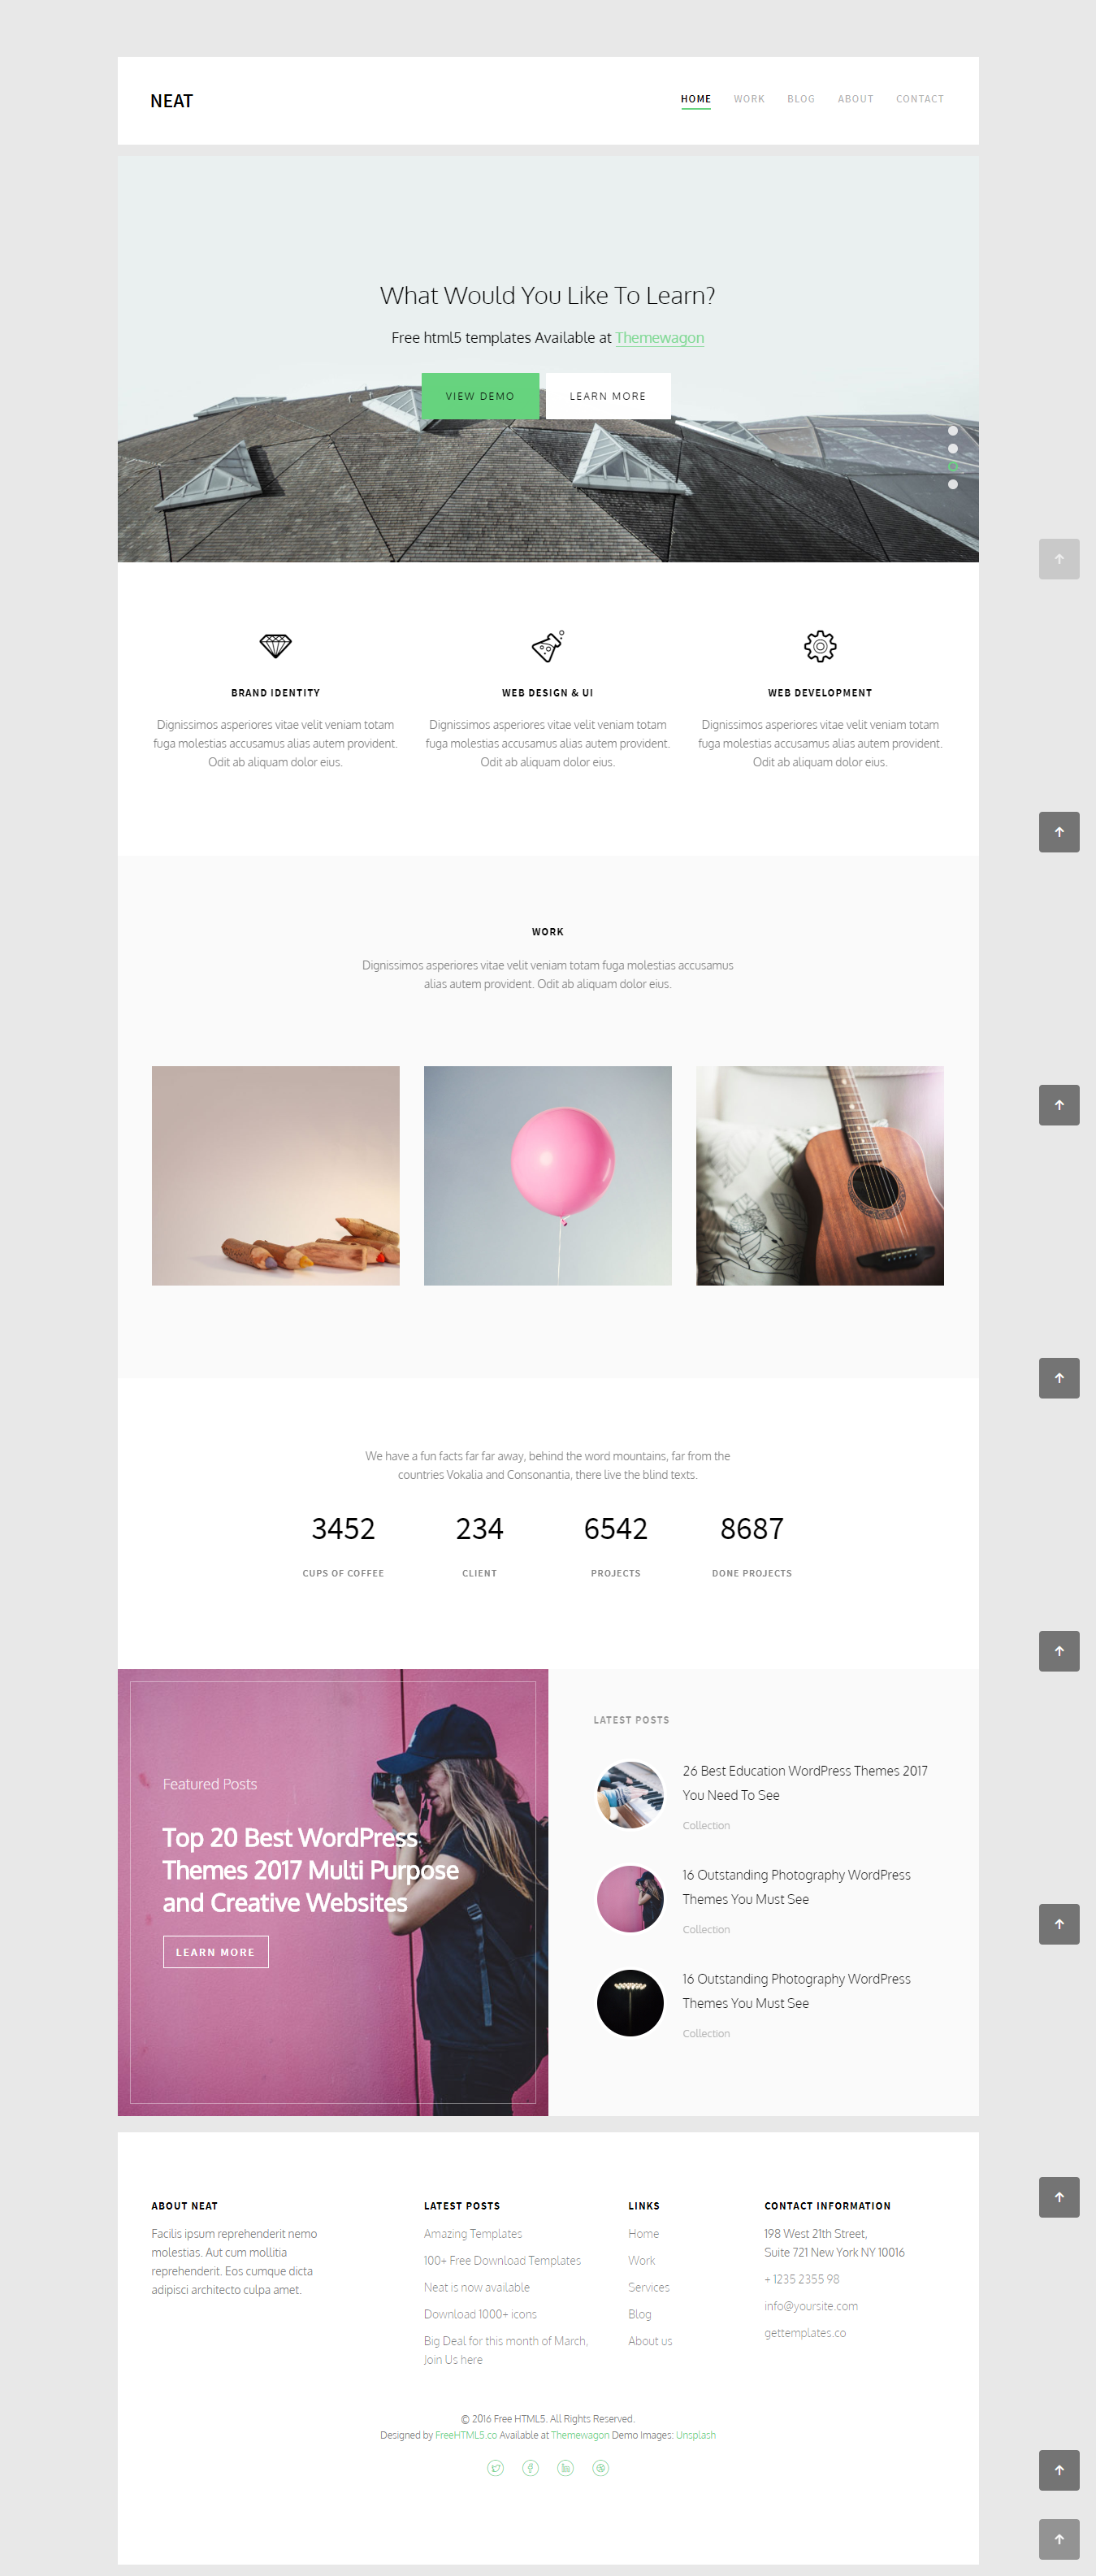 NEAT
HOME WORK BLOG ABOUT CONTACT
What Would You Like To Learn?
Free html5 templates Available at Themewagon
VIEW DEMO
LEARN MORE
BRAND IDENTITY
Dignissimos asperiores vitae velit veniam totam
fuga molestias accusamus alias autem provident.
Odit ab aliquam dolor eius.
WEB DESIGN & UI
Dignissimos asperiores vitae velit veniam totam
fuga molestias accusamus alias autem provident.
Odit ab aliquam dolor eius.
WEB DEVELOPMENT
Dignissimos asperiores vitae velit veniam totam
fuga molestias accusamus alias autem provident.
Odit ab aliquam dolor eius.
WORK
Dignissimos asperiores vitae velit veniam totam fuga molestias accusamus
alias autem provident. Odit ab aliquam dolor eius.
We have a fun facts far far away, behind the word mountains, far from the
countries Vokalia and Consonantia, there live the blind texts.
3452
CUPS OF COFFEE
234
CLIENT
6542
PROJECTS
8687
DONE PROJECTS
Featured Posts
Top 20 Best WordPress
Themes 2017 Multi Purpose
and Creative Websites
LEARN MORE
LATEST POSTS
26 Best Education WordPress Themes 2017
You Need To See
Collection
16 Outstanding Photography WordPress
Themes You Must See
Collection
16 Outstanding Photography WordPress
Themes You Must See
Collection
ABOUT NEAT
Facilis ipsum reprehenderit nemo
molestias. Aut cum mollitia
reprehenderit. Eos cumque dicta
adipisci architecto culpa amet.
LATEST POSTS
Amazing Templates
100+ Free Download Templates
Neat is now available
Download 1000+ icons
Big Deal for this month of March,
Join Us here
LINKS
Home
Work
Services
Blog
About us
CONTACT INFORMATION
198 West 21th Street,
Suite 721 New York NY 10016
+ 1235 2355 98
info@yoursite.com
gettemplates.co
© 2016 Free HTML5. All Rights Reserved.
Designed by FreeHTML5.co Available at Themewagon Demo Images: Unsplash